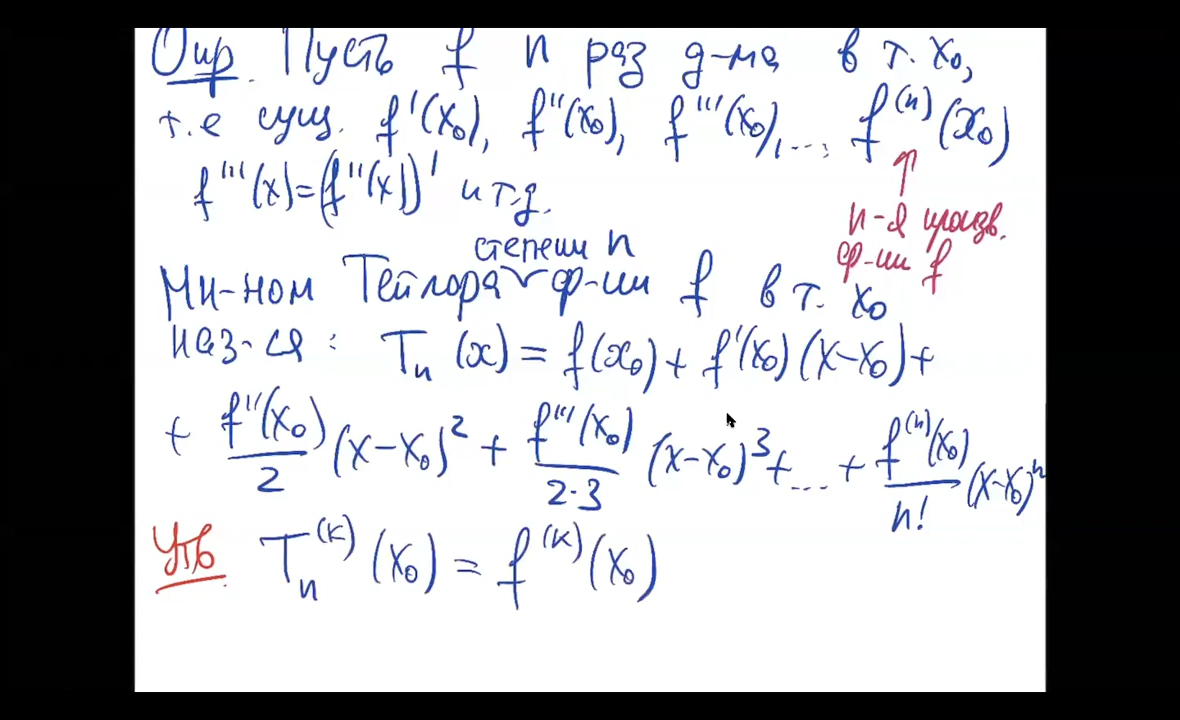 Опр. Пусть f n раз д-ма в т. x₀,
т.е сущ. f'(x₀), f''(x₀), f'''(x₀), ...; f⁽ⁿ⁾(x₀)
f'''(x)=(f''(x))' и т.д.
n-я произв.
ф-ии f
степени n
Мн-ном Тейлора ф-ии f в т. x₀
наз-ся: Tₙ(x) = f(x₀) + f'(x₀)(x-x₀)+
+ f''(x₀)/2 (x-x₀)² + f'''(x₀)/2·3 (x-x₀)³+... + f⁽ⁿ⁾(x₀)/n! (x-x₀)ⁿ
Утв. Tₙ⁽ᵏ⁾(x₀) = f⁽ᵏ⁾(x₀)